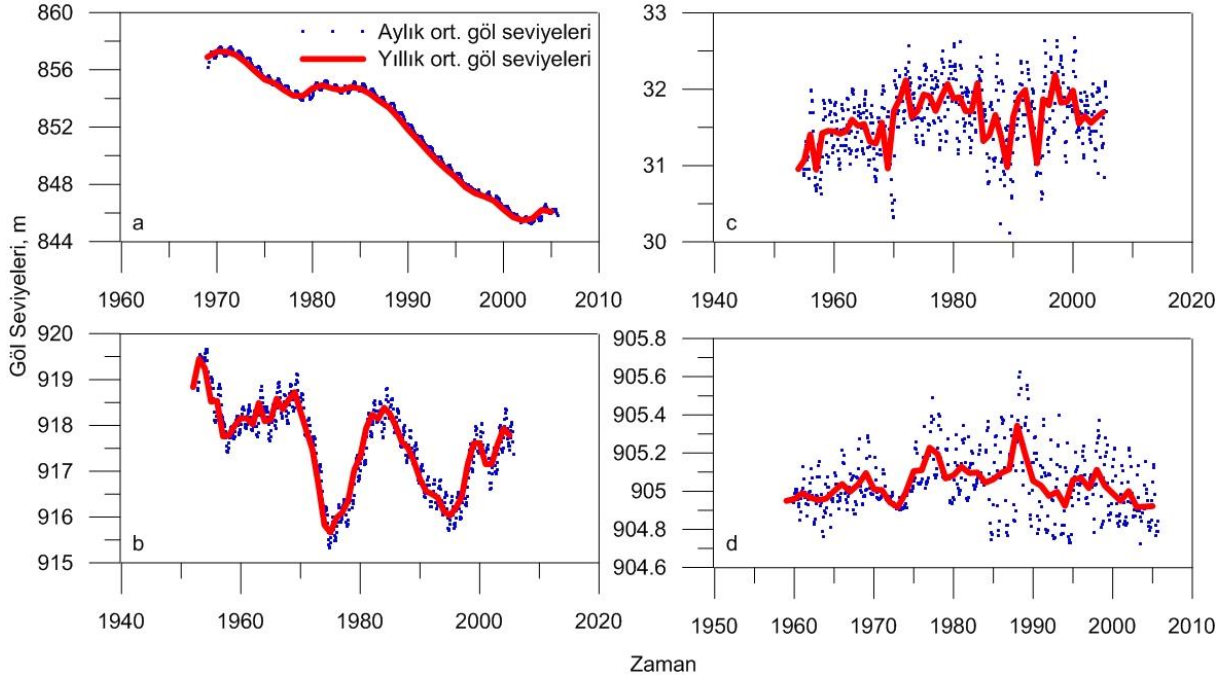 Göl Seviyeleri, m
860
856
852
848
844
Aylık ort. göl seviyeleri
Yıllık ort. göl seviyeleri
a
1960 1970 1980 1990 2000 2010
33
32
31
30
c
1940 1960 1980 2000 2020
920
919
918
917
916
915
b
1940 1960 1980 2000 2020
905.8
905.6
905.4
905.2
905
904.8
904.6
d
1950 1960 1970 1980 1990 2000 2010
Zaman